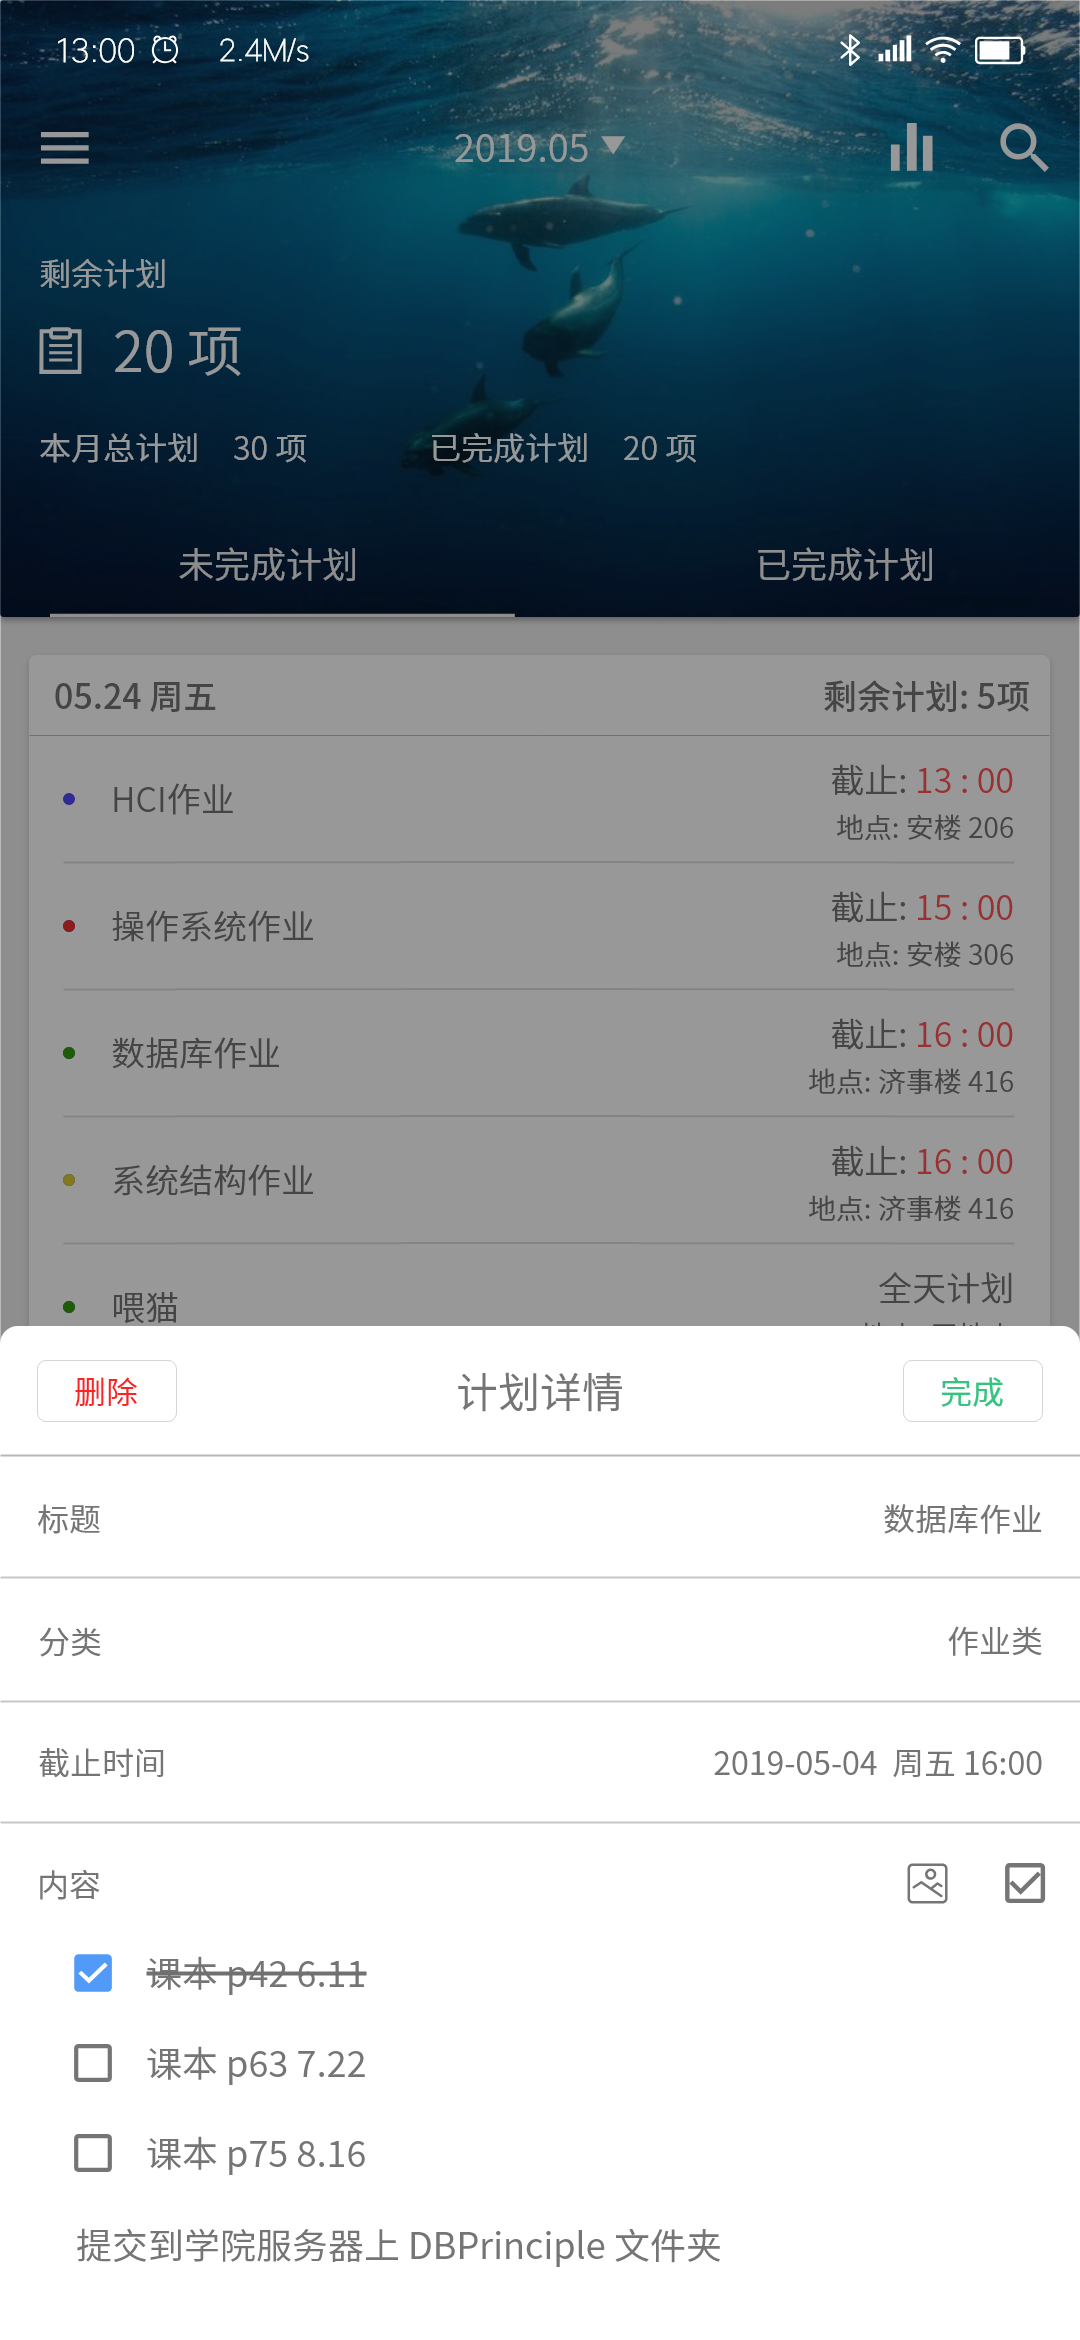 13:00 2.4M/s
2019.05
剩余计划
20 项
本月总计划 30 项 已完成计划 20 项
未完成计划 已完成计划
05.24 周五 剩余计划: 5项
HCI作业
截止: 13 : 00
地点: 安楼 206
操作系统作业
截止: 15 : 00
地点: 安楼 306
数据库作业
截止: 16 : 00
地点: 济事楼 416
系统结构作业
截止: 16 : 00
地点: 济事楼 416
喂猫
全天计划
删除 计划详情 完成
标题 数据库作业
分类 作业类
截止时间 2019-05-04 周五 16:00
内容
课本 p42 6.11
课本 p63 7.22
课本 p75 8.16
提交到学院服务器上 DBPrinciple 文件夹